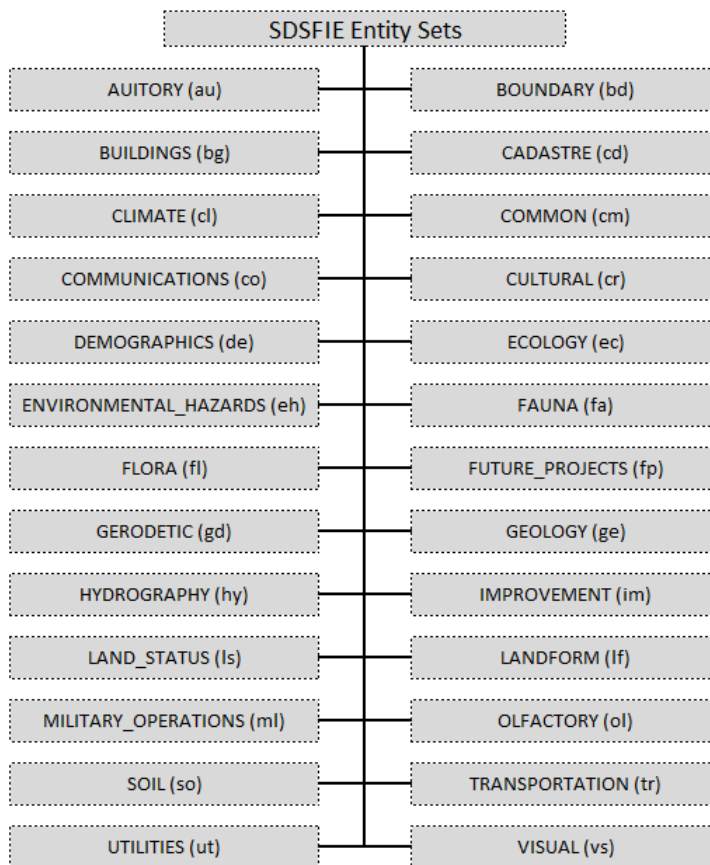 SDSFIE Entity Sets
AUITORY (au)
BOUNDARY (bd)
BUILDINGS (bg)
CADASTRE (cd)
CLIMATE (cl)
COMMON (cm)
COMMUNICATIONS (co)
CULTURAL (cr)
DEMOGRAPHICS (de)
ECOLOGY (ec)
ENVIRONMENTAL_HAZARDS (eh)
FAUNA (fa)
FLORA (fl)
FUTURE_PROJECTS (fp)
GERODETIC (gd)
GEOLOGY (ge)
HYDROGRAPHY (hy)
IMPROVEMENT (im)
LAND_STATUS (ls)
LANDFORM (lf)
MILITARY_OPERATIONS (ml)
OLFACTORY (ol)
SOIL (so)
TRANSPORTATION (tr)
UTILITIES (ut)
VISUAL (vs)